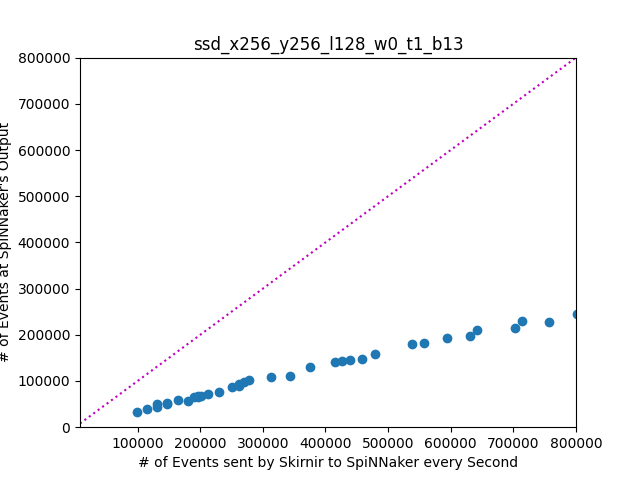 ssd_x256_y256_l128_w0_t1_b13
800000
700000
600000
500000
400000
300000
200000
100000
0
# of Events at SpiNNaker's Output
100000 200000 300000 400000 500000 600000 700000 800000
# of Events sent by Skirnir to SpiNNaker every Second